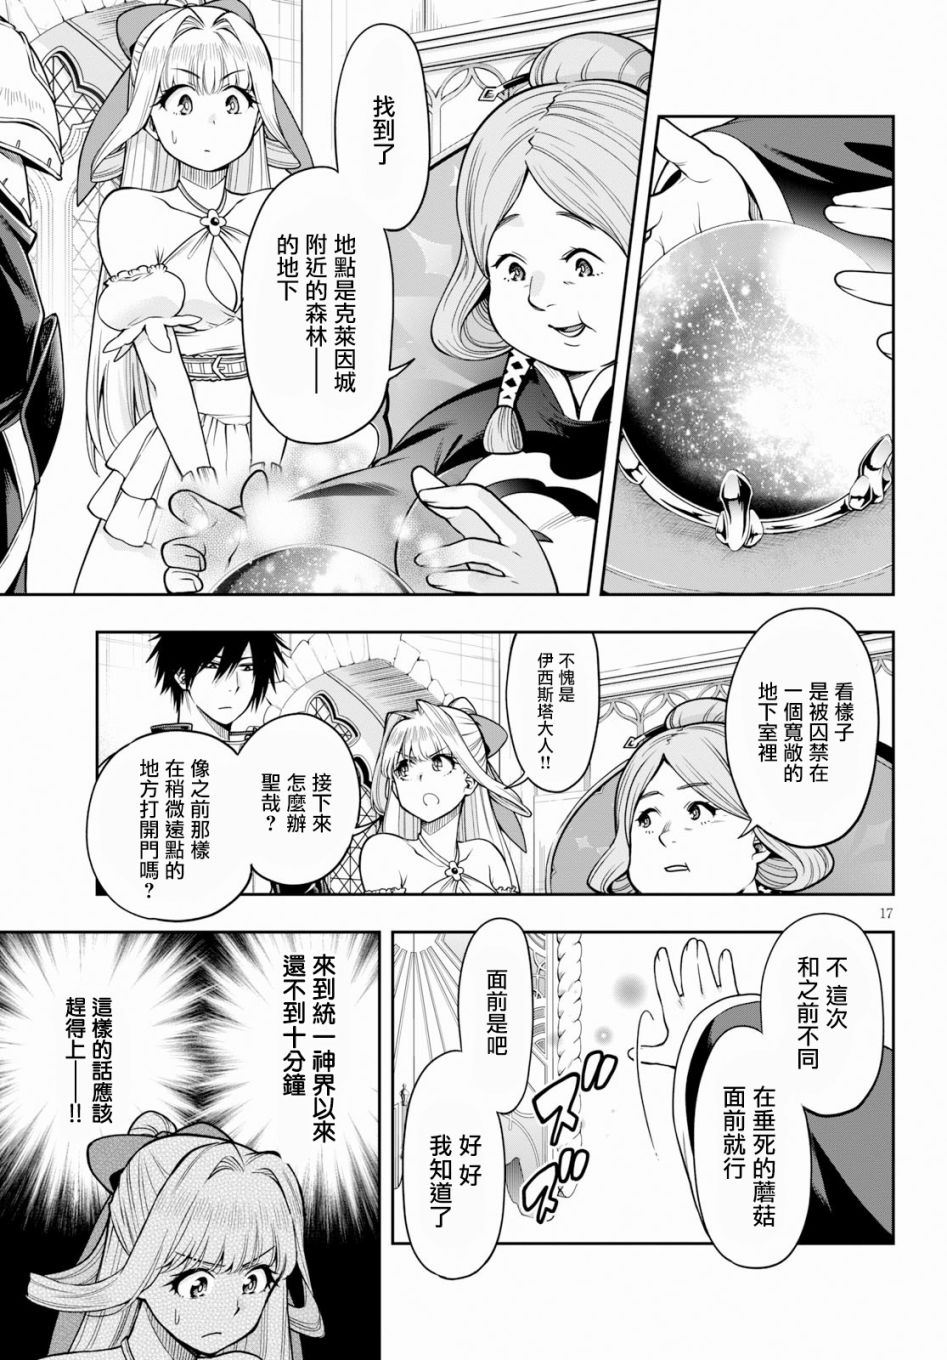 找到了
地點是克萊因城
附近的森林——
的地下
看樣子
是被囚禁在
一個寬敞的
地下室裡
不愧是
伊西斯塔大人!!
接下來
怎麼辦
聖哉?
像之前那樣
在稍微遠點的
地方打開門嗎?
17
不這次
和之前不同
在垂死的蘑菇
面前就行
ズズズ
面前是吧
好好
我知道了
來到統一神界以來
還不到十分鐘
這樣的話應該
趕得上——!!